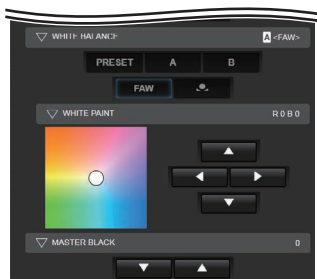 WHITE BALANCE A <FAW>
PRESET A B
FAW
WHITE PAINT R 0 B 0
MASTER BLACK 0